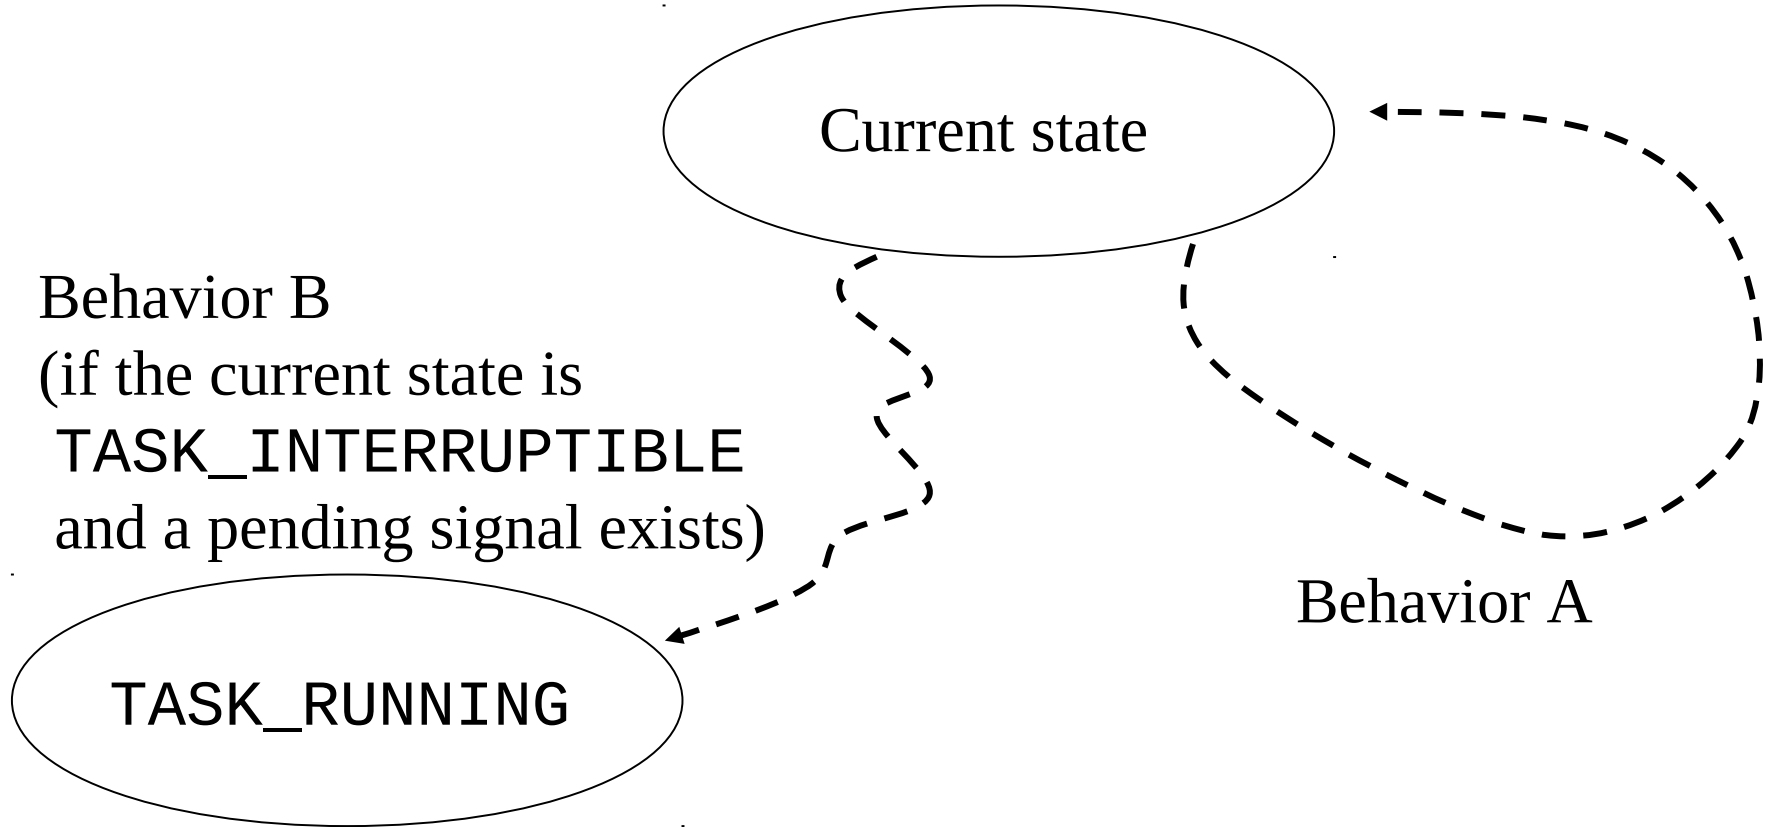 Current state
Behavior B
(if the current state is
TASK_INTERRUPTIBLE
and a pending signal exists)
Behavior A
TASK_RUNNING